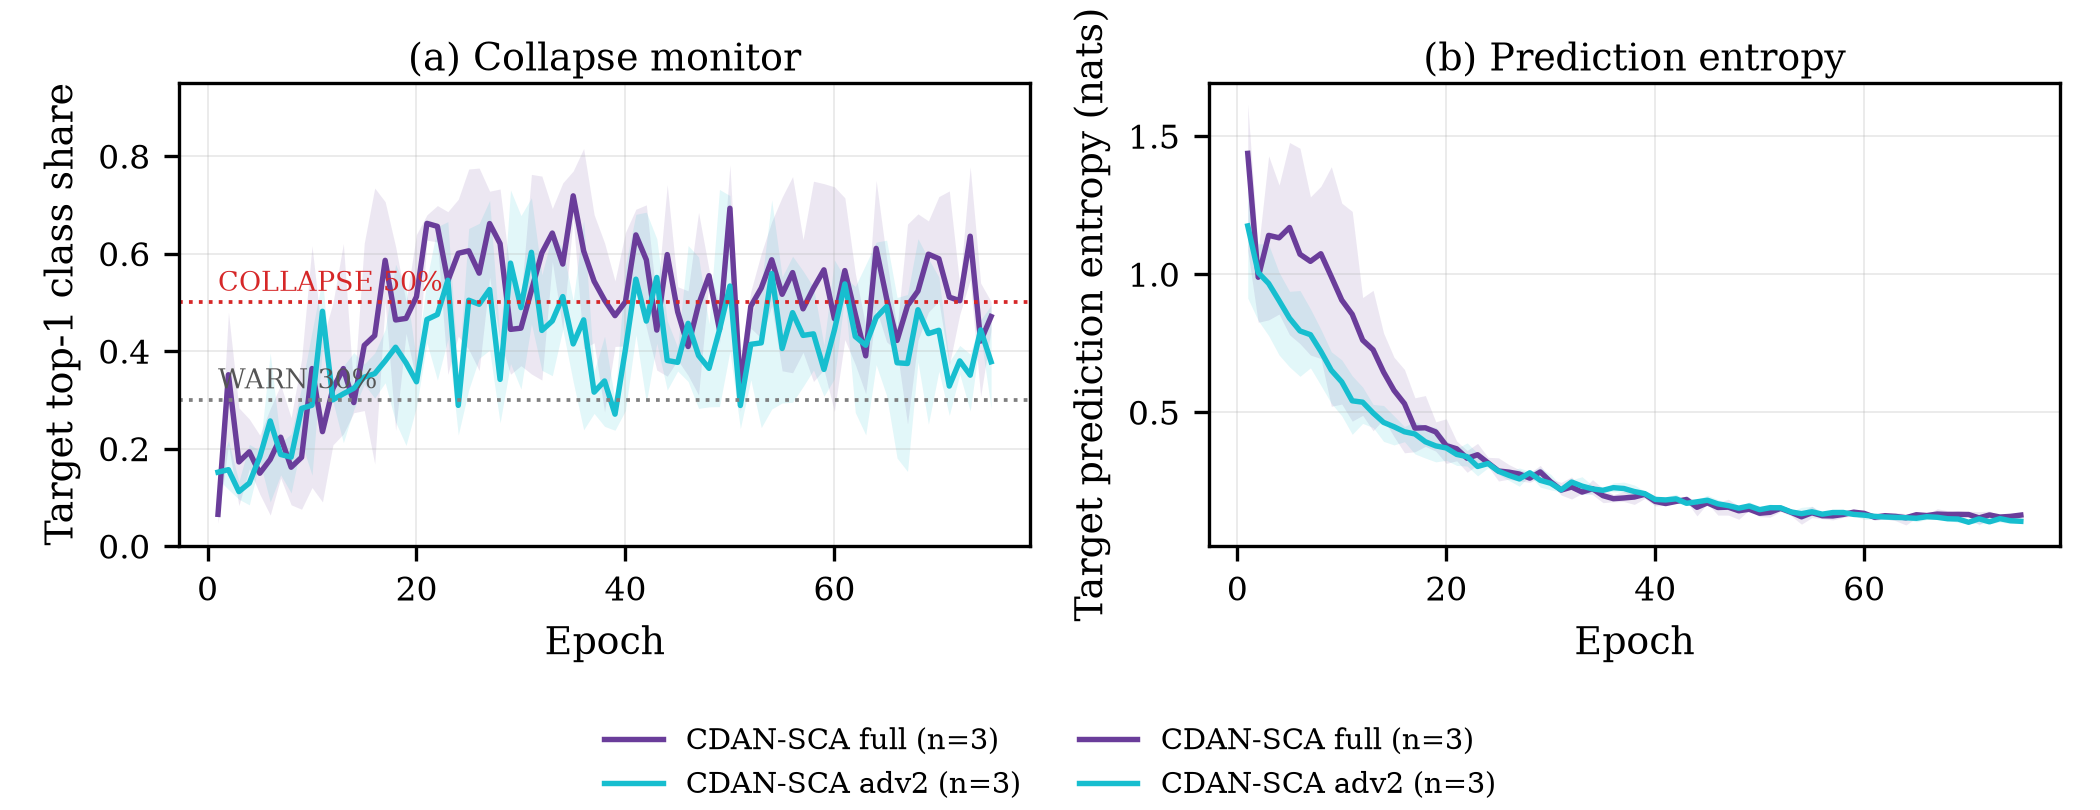 (a) Collapse monitor
Target top-1 class share
0.8
0.6
0.4
0.2
0.0
COLLAPSE 50%
WARN 30%
0 20 40 60
Epoch
(b) Prediction entropy
Target prediction entropy (nats)
1.5
1.0
0.5
0 20 40 60
Epoch
CDAN-SCA full (n=3) CDAN-SCA full (n=3)
CDAN-SCA adv2 (n=3) CDAN-SCA adv2 (n=3)